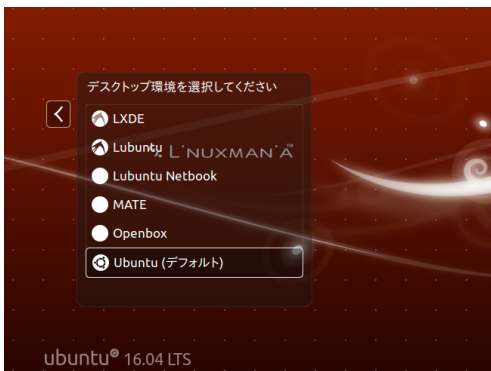 デスクトップ環境を選択してください
LXDE
Lubuntu
L'NUXMAN'A™
Lubuntu Netbook
MATE
Openbox
Ubuntu (デフォルト)
ubuntu® 16.04 LTS